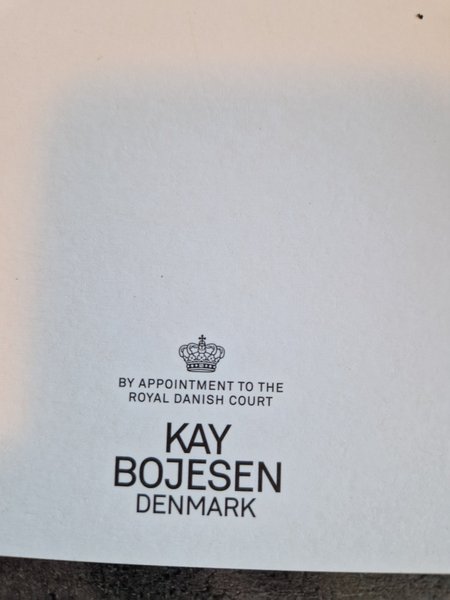 BY APPOINTMENT TO THE
ROYAL DANISH COURT
KAY
BOJESEN
DENMARK